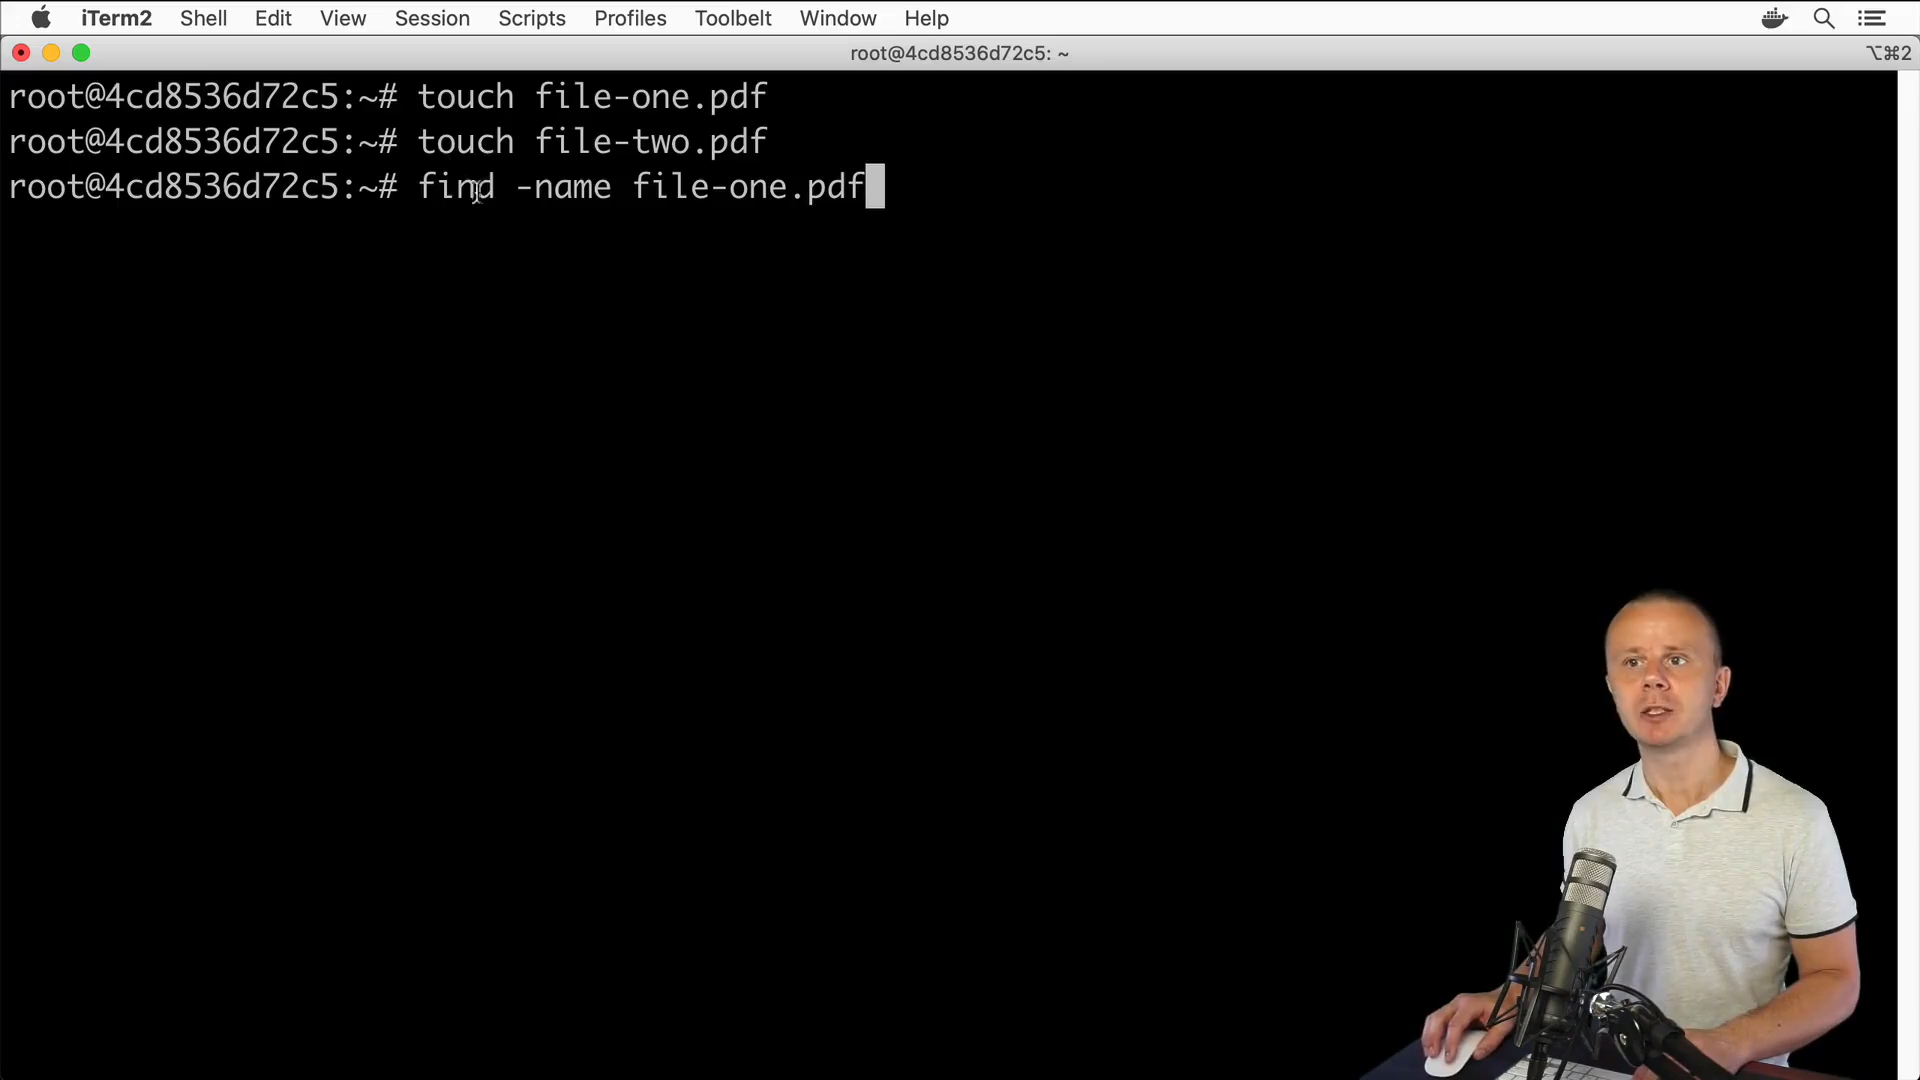 iTerm2 Shell Edit View Session Scripts Profiles Toolbelt Window Help
root@4cd8536d72c5: ~ ⌥⌘2
root@4cd8536d72c5:~# touch file-one.pdf
root@4cd8536d72c5:~# touch file-two.pdf
root@4cd8536d72c5:~# find -name file-one.pdf